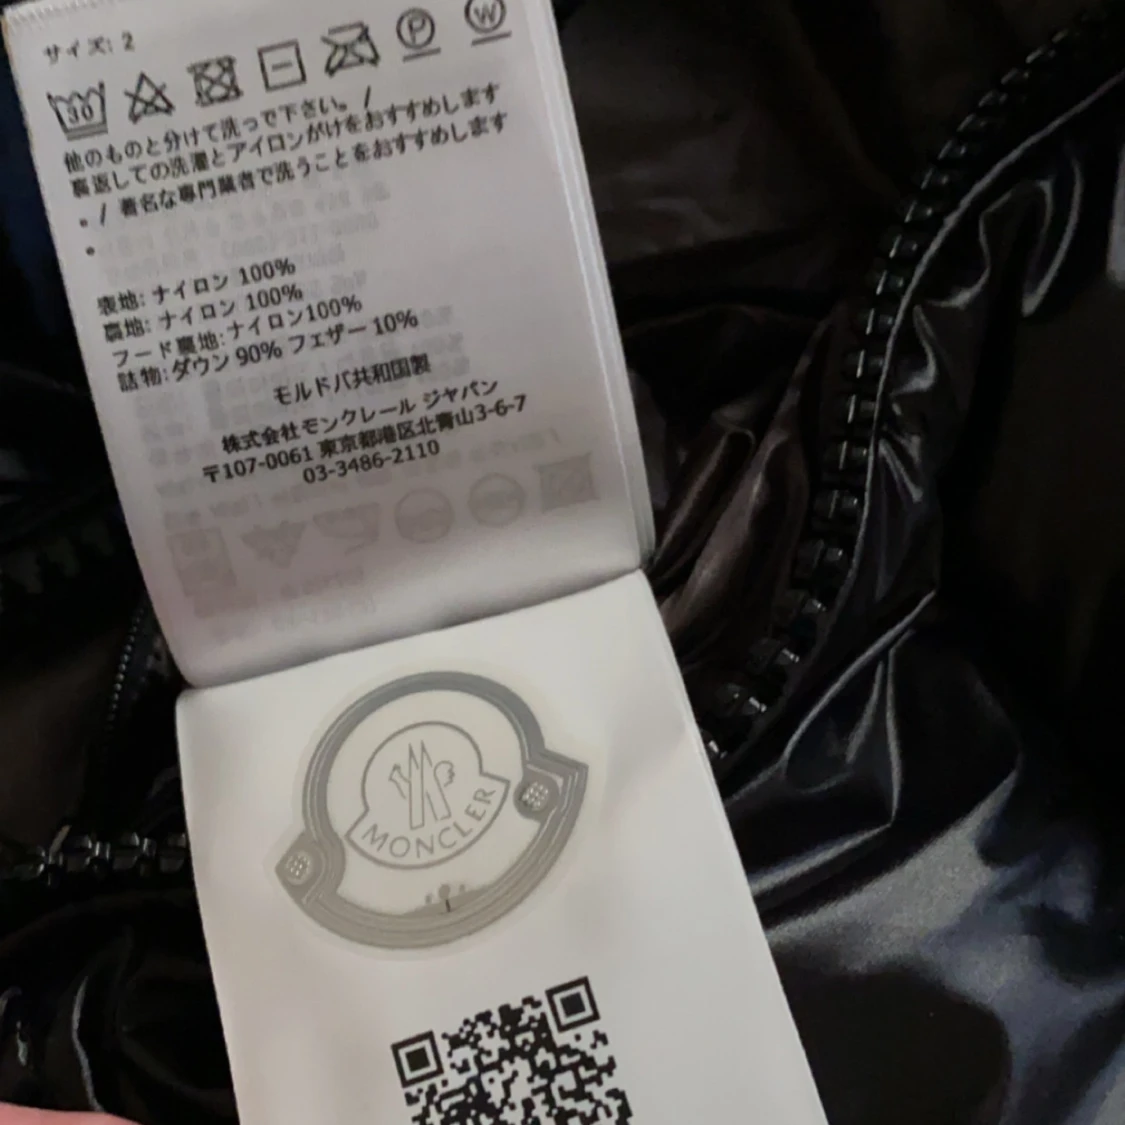 サイズ: 2
30 P W
他のものと分けて洗って下さい。 /
裏返しての洗濯とアイロンがけをおすすめします
。/ 著名な専門業者で洗うことをおすすめします
。
表地: ナイロン 100%
裏地: ナイロン 100%
フード裏地: ナイロン100%
詰物:ダウン 90% フェザー 10%
モルドバ共和国製
株式会社モンクレール ジャパン
〒107-0061 東京都港区北青山3-6-7
03-3486-2110
MONCLER